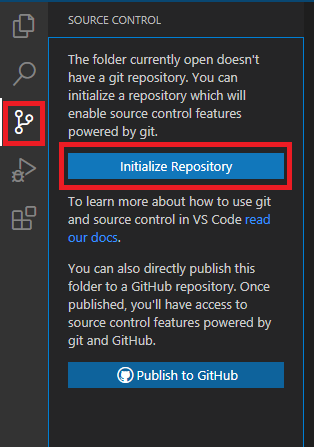 SOURCE CONTROL
The folder currently open doesn't
have a git repository. You can
initialize a repository which will
enable source control features
powered by git.
Initialize Repository
To learn more about how to use git
and source control in VS Code read
our docs.
You can also directly publish this
folder to a GitHub repository. Once
published, you'll have access to
source control features powered by
git and GitHub.
Publish to GitHub